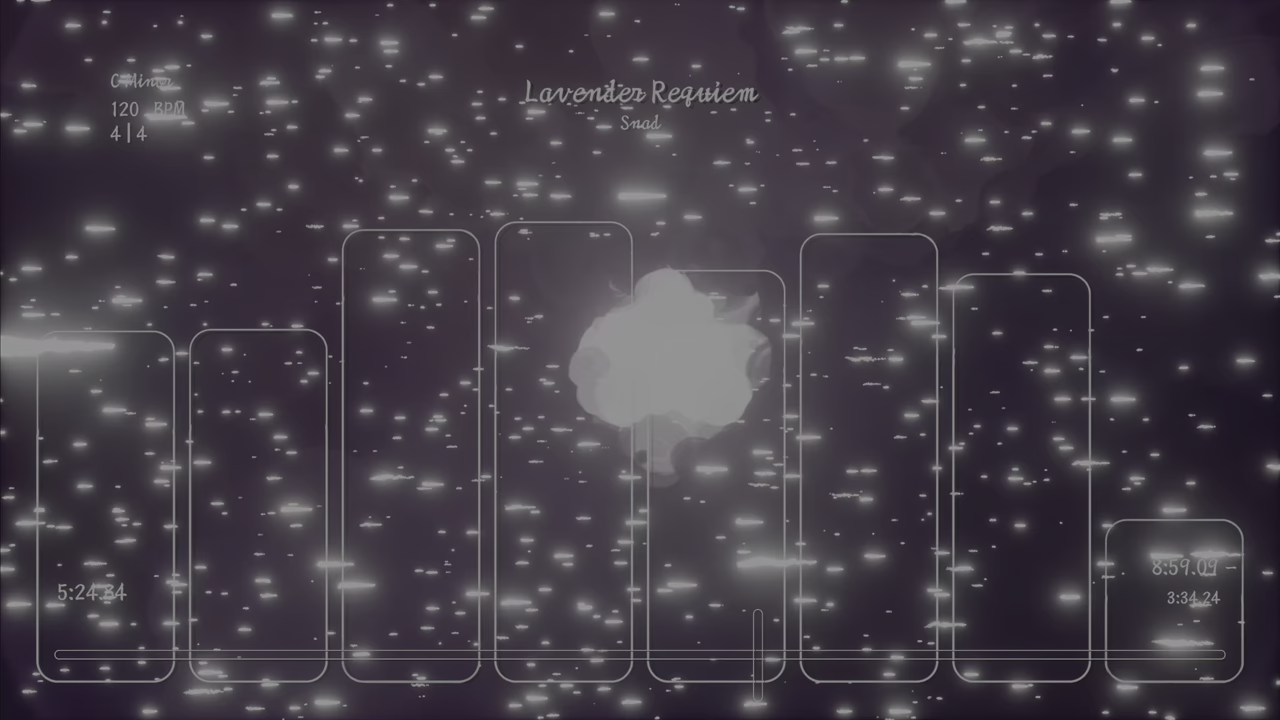 C Minor
120 BPM
4|4
Lavender Requiem
Snad
5:24.84
8:59.09 -
3:34.24